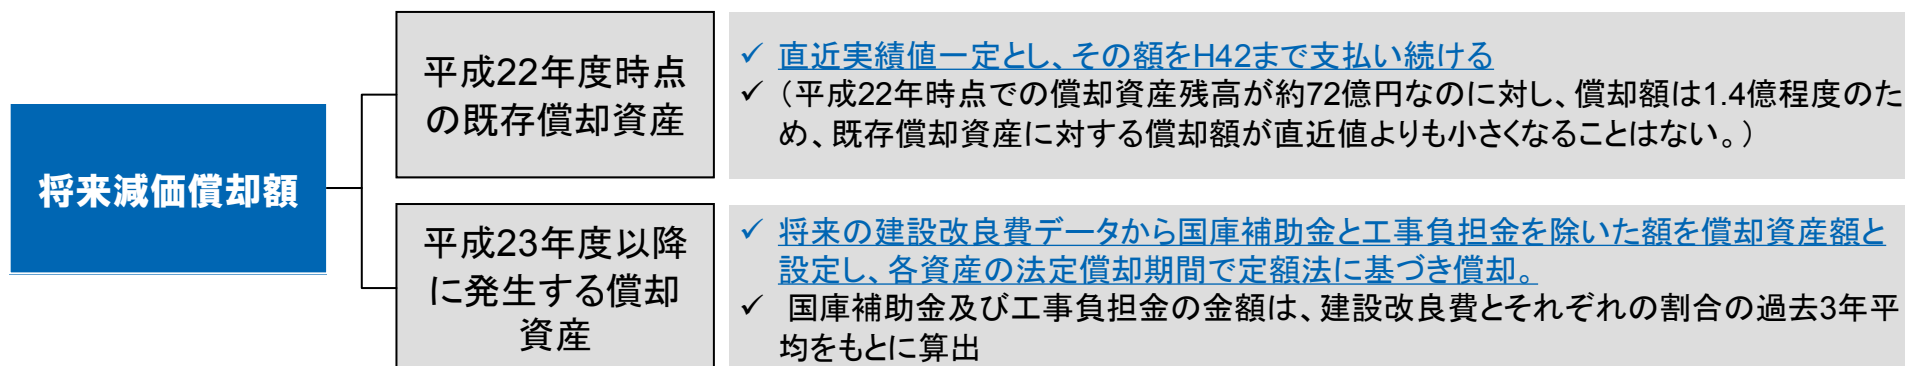 将来減価償却額
平成22年度時点
の既存償却資産
✓ 直近実績値一定とし、その額をH42まで支払い続ける
✓ （平成22年時点での償却資産残高が約72億円なのに対し、償却額は1.4億程度のた
め、既存償却資産に対する償却額が直近値よりも小さくなることはない。）
平成23年度以降
に発生する償却
資産
✓ 将来の建設改良費データから国庫補助金と工事負担金を除いた額を償却資産額と
設定し、各資産の法定償却期間で定額法に基づき償却。
✓ 国庫補助金及び工事負担金の金額は、建設改良費とそれぞれの割合の過去3年平
均をもとに算出